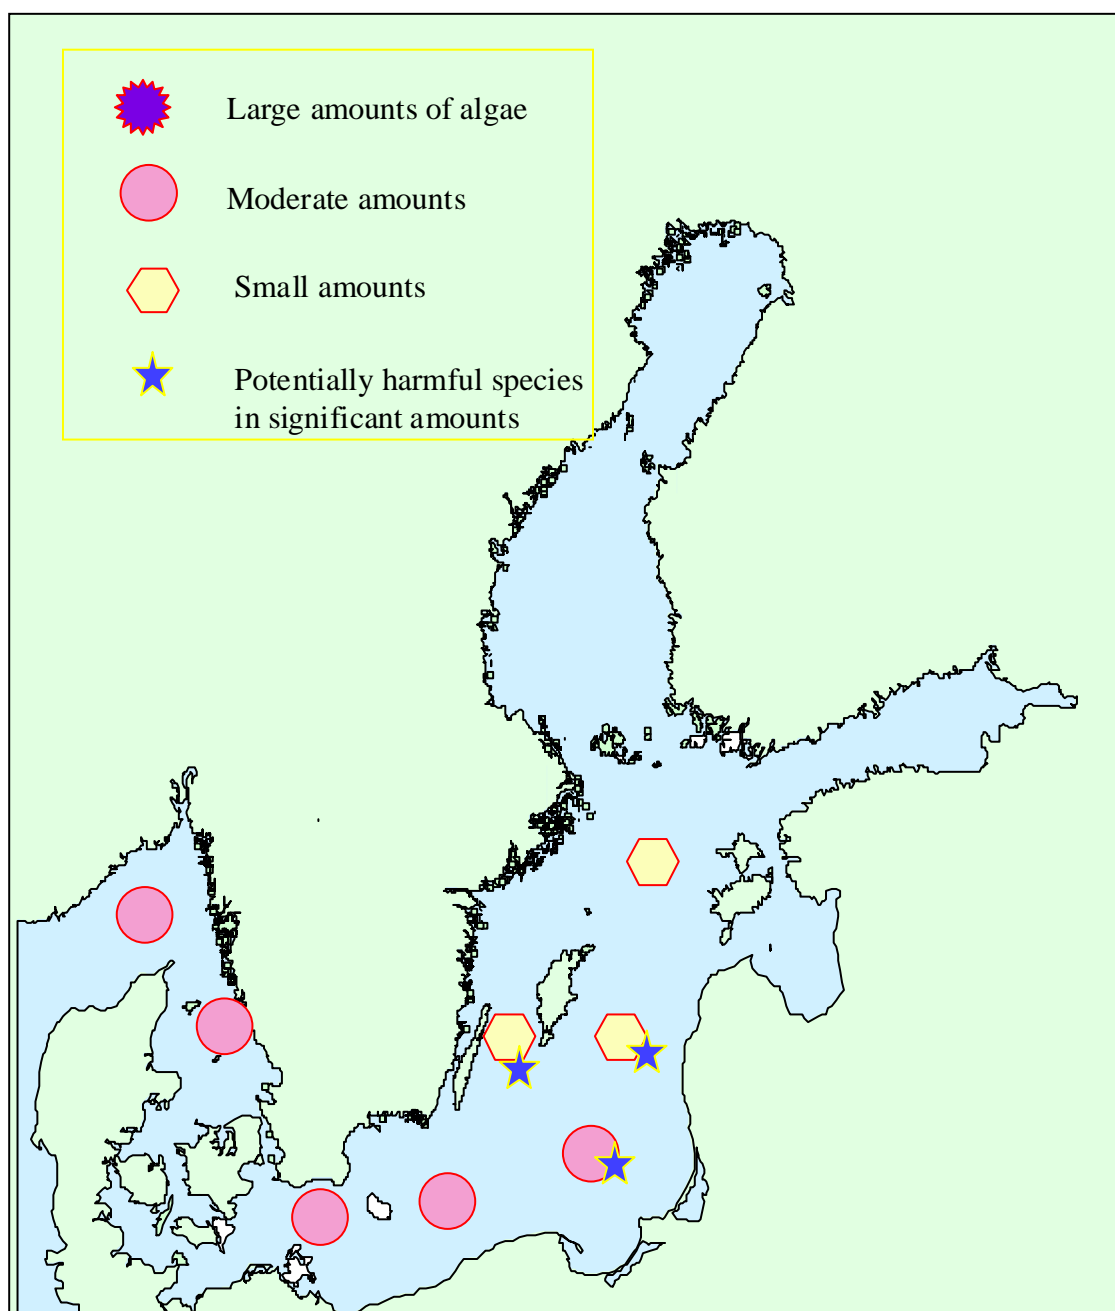 Large amounts of algae
Moderate amounts
Small amounts
Potentially harmful species
in significant amounts